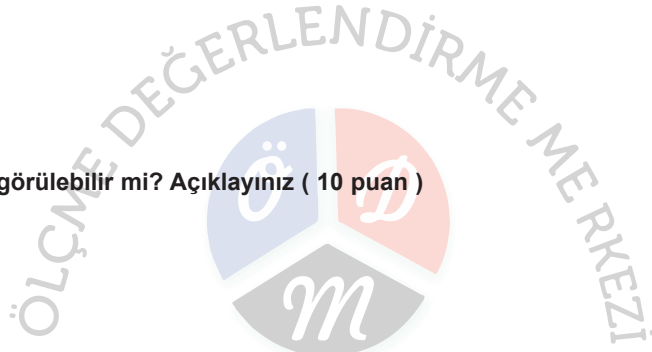 ÖLÇME DEĞERLENDİRME MERKEZİ
görülebilir mi? Açıklayınız ( 10 puan )
Ö D
M